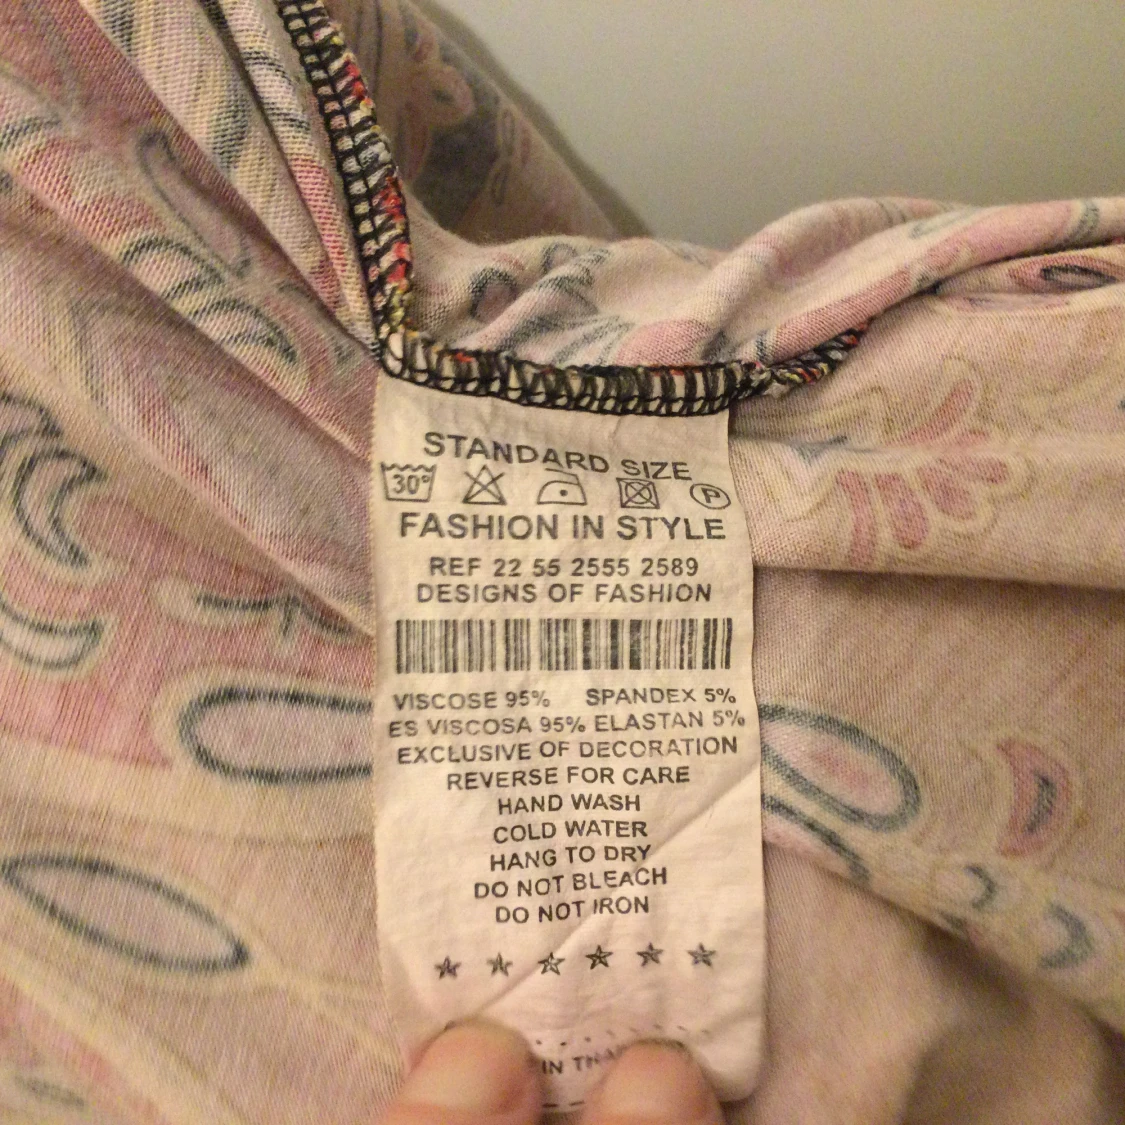 STANDARD SIZE
30° P
FASHION IN STYLE
REF 22 55 2555 2589
DESIGNS OF FASHION
VISCOSE 95% SPANDEX 5%
ES VISCOSA 95% ELASTAN 5%
EXCLUSIVE OF DECORATION
REVERSE FOR CARE
HAND WASH
COLD WATER
HANG TO DRY
DO NOT BLEACH
DO NOT IRON
IN